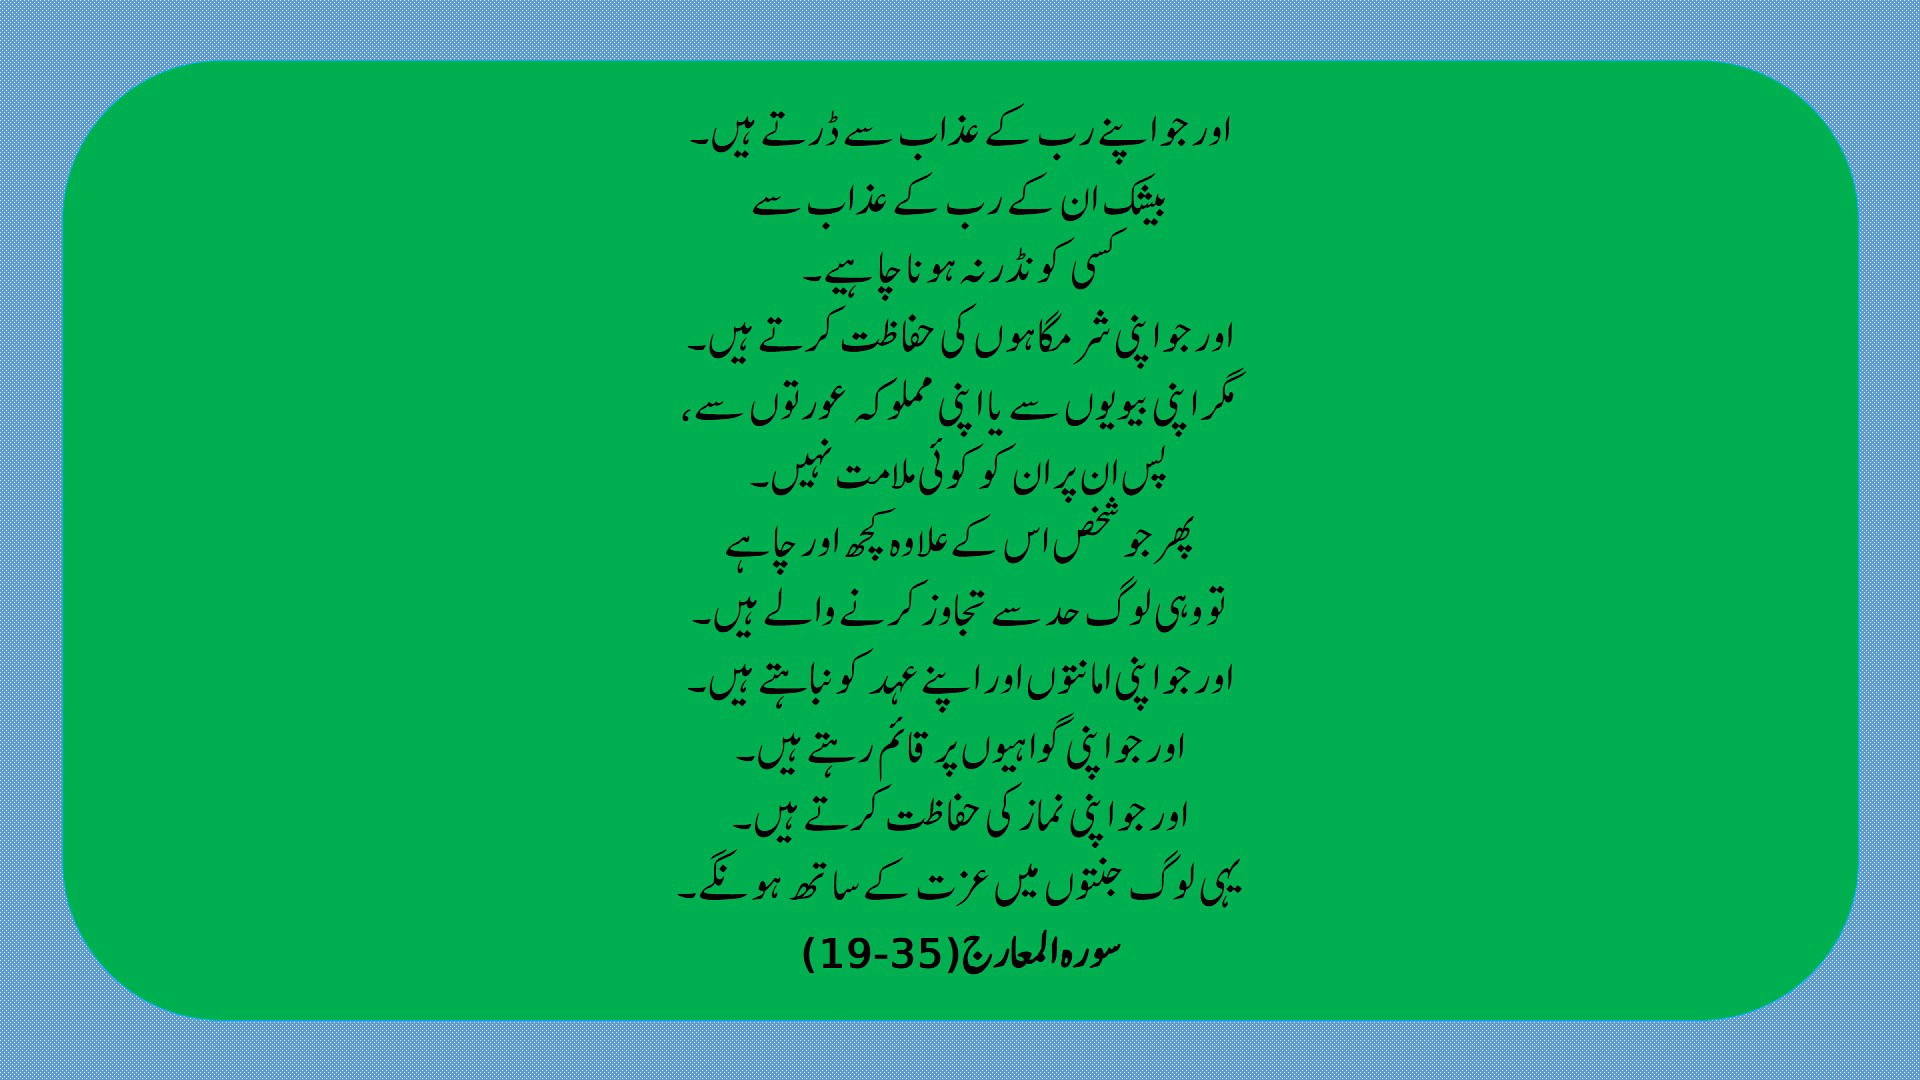 اور جو اپنے رب کے عذاب سے ڈرتے ہیں۔
بیشک ان کے رب کے عذاب سے
کسی کو نڈر نہ ہونا چاہیے۔
اور جو اپنی شرمگاہوں کی حفاظت کرتے ہیں۔
مگر اپنی بیویوں سے یا اپنی مملوکہ عورتوں سے،
پس ان پر ان کو کوئی ملامت نہیں۔
پھر جو شخص اس کے علاوہ کچھ اور چاہے
تو وہی لوگ حد سے تجاوز کرنے والے ہیں۔
اور جو اپنی امانتوں اور اپنے عہد کو نباہتے ہیں۔
اور جو اپنی گواہیوں پر قائم رہتے ہیں۔
اور جو اپنی نماز کی حفاظت کرتے ہیں۔
یہی لوگ جنتوں میں عزت کے ساتھ ہونگے۔
سورہ المعارج(35-19)